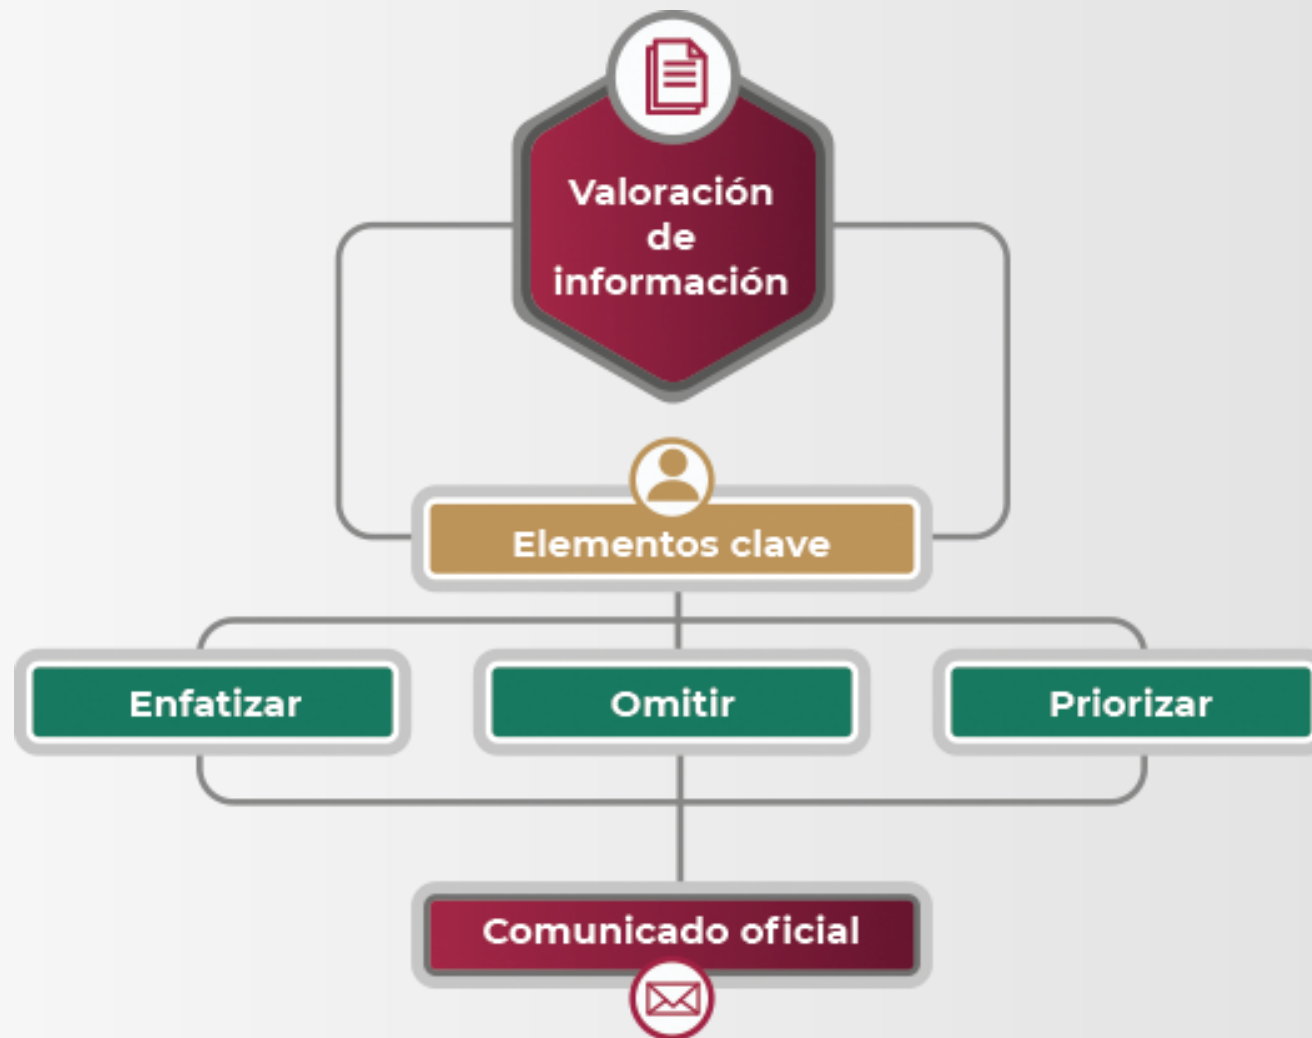 Valoración
de
información
Elementos clave
Enfatizar
Omitir
Priorizar
Comunicado oficial